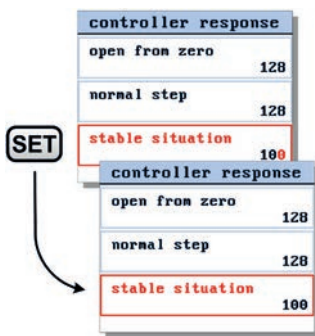 controller response
open from zero
128
normal step
128
stable situation
100
SET
controller response
open from zero
128
normal step
128
stable situation
100